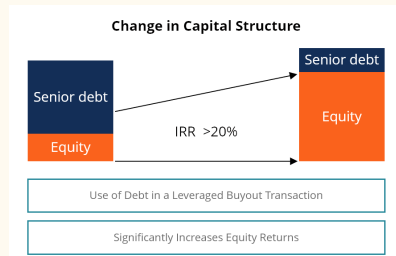 Change in Capital Structure
Senior debt
Equity
IRR >20%
Senior debt
Equity
Use of Debt in a Leveraged Buyout Transaction
Significantly Increases Equity Returns